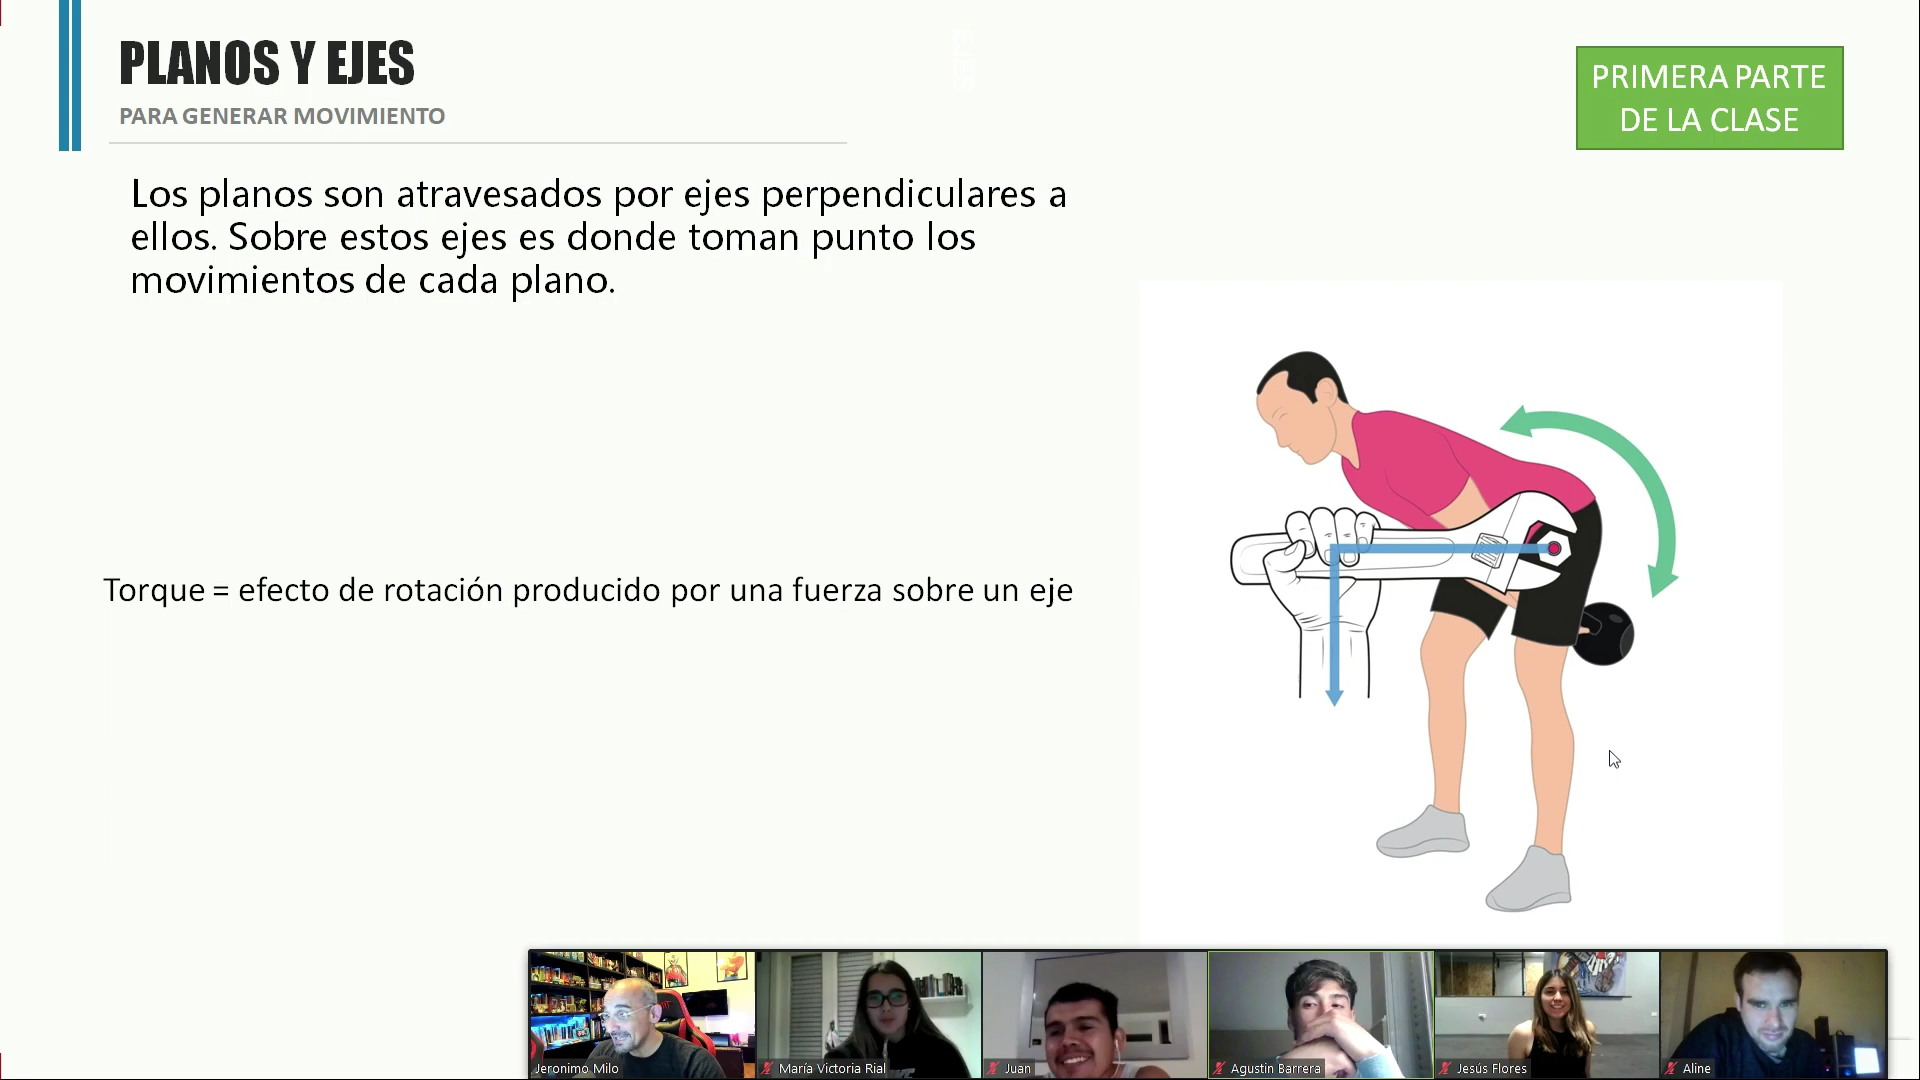 PLANOS Y EJES
PARA GENERAR MOVIMIENTO
PRIMERA PARTE
DE LA CLASE
Los planos son atravesados por ejes perpendiculares a
ellos. Sobre estos ejes es donde toman punto los
movimientos de cada plano.
Torque = efecto de rotación producido por una fuerza sobre un eje
Jeronimo Milo
María Victoria Rial
Juan
Agustin Barrera
Jesús Flores
Aline